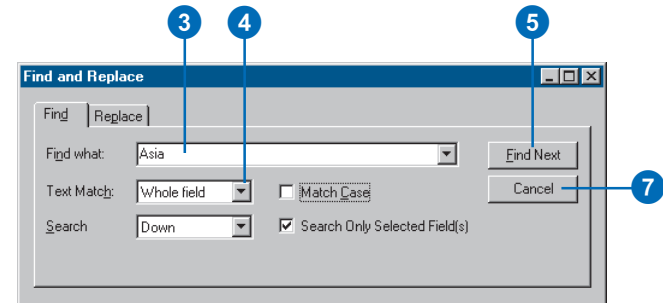 3 4 5
Find and Replace
Find Replace
Find what: Asia Find Next
Text Match: Whole field Match Case Cancel 7
Search Down Search Only Selected Field(s)